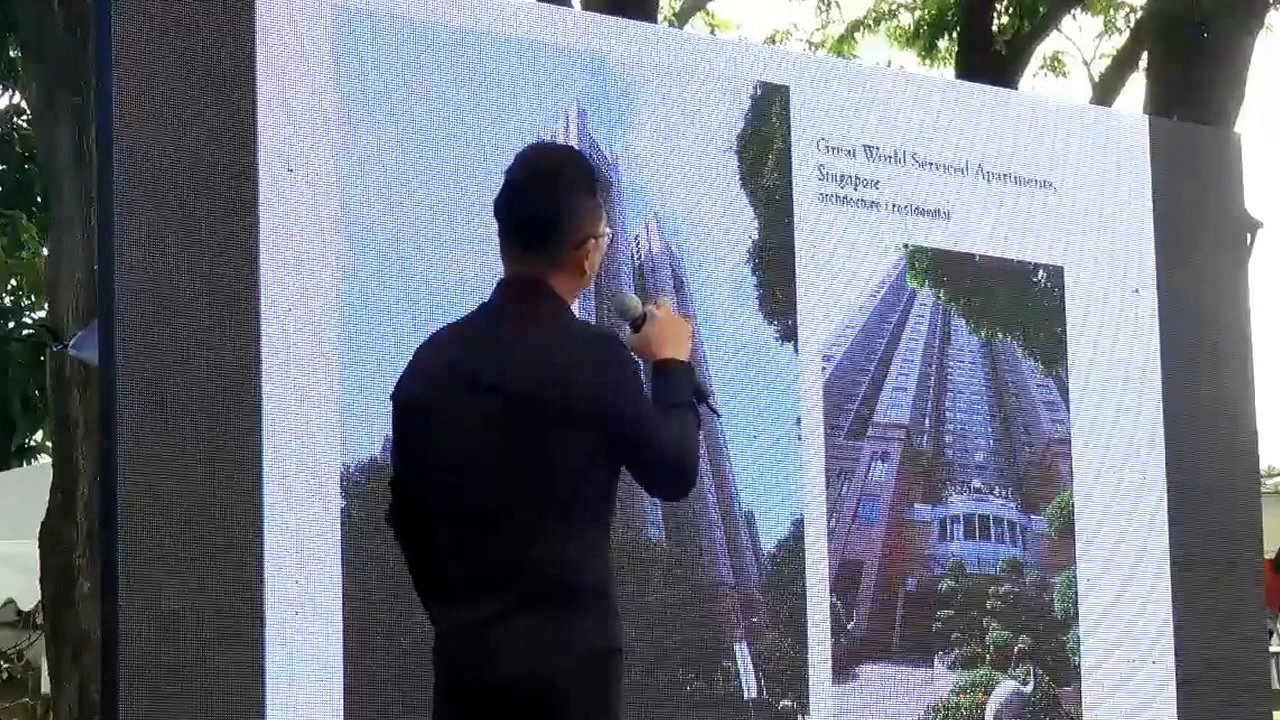 Great World Serviced Apartments,
Singapore
architecture : residential